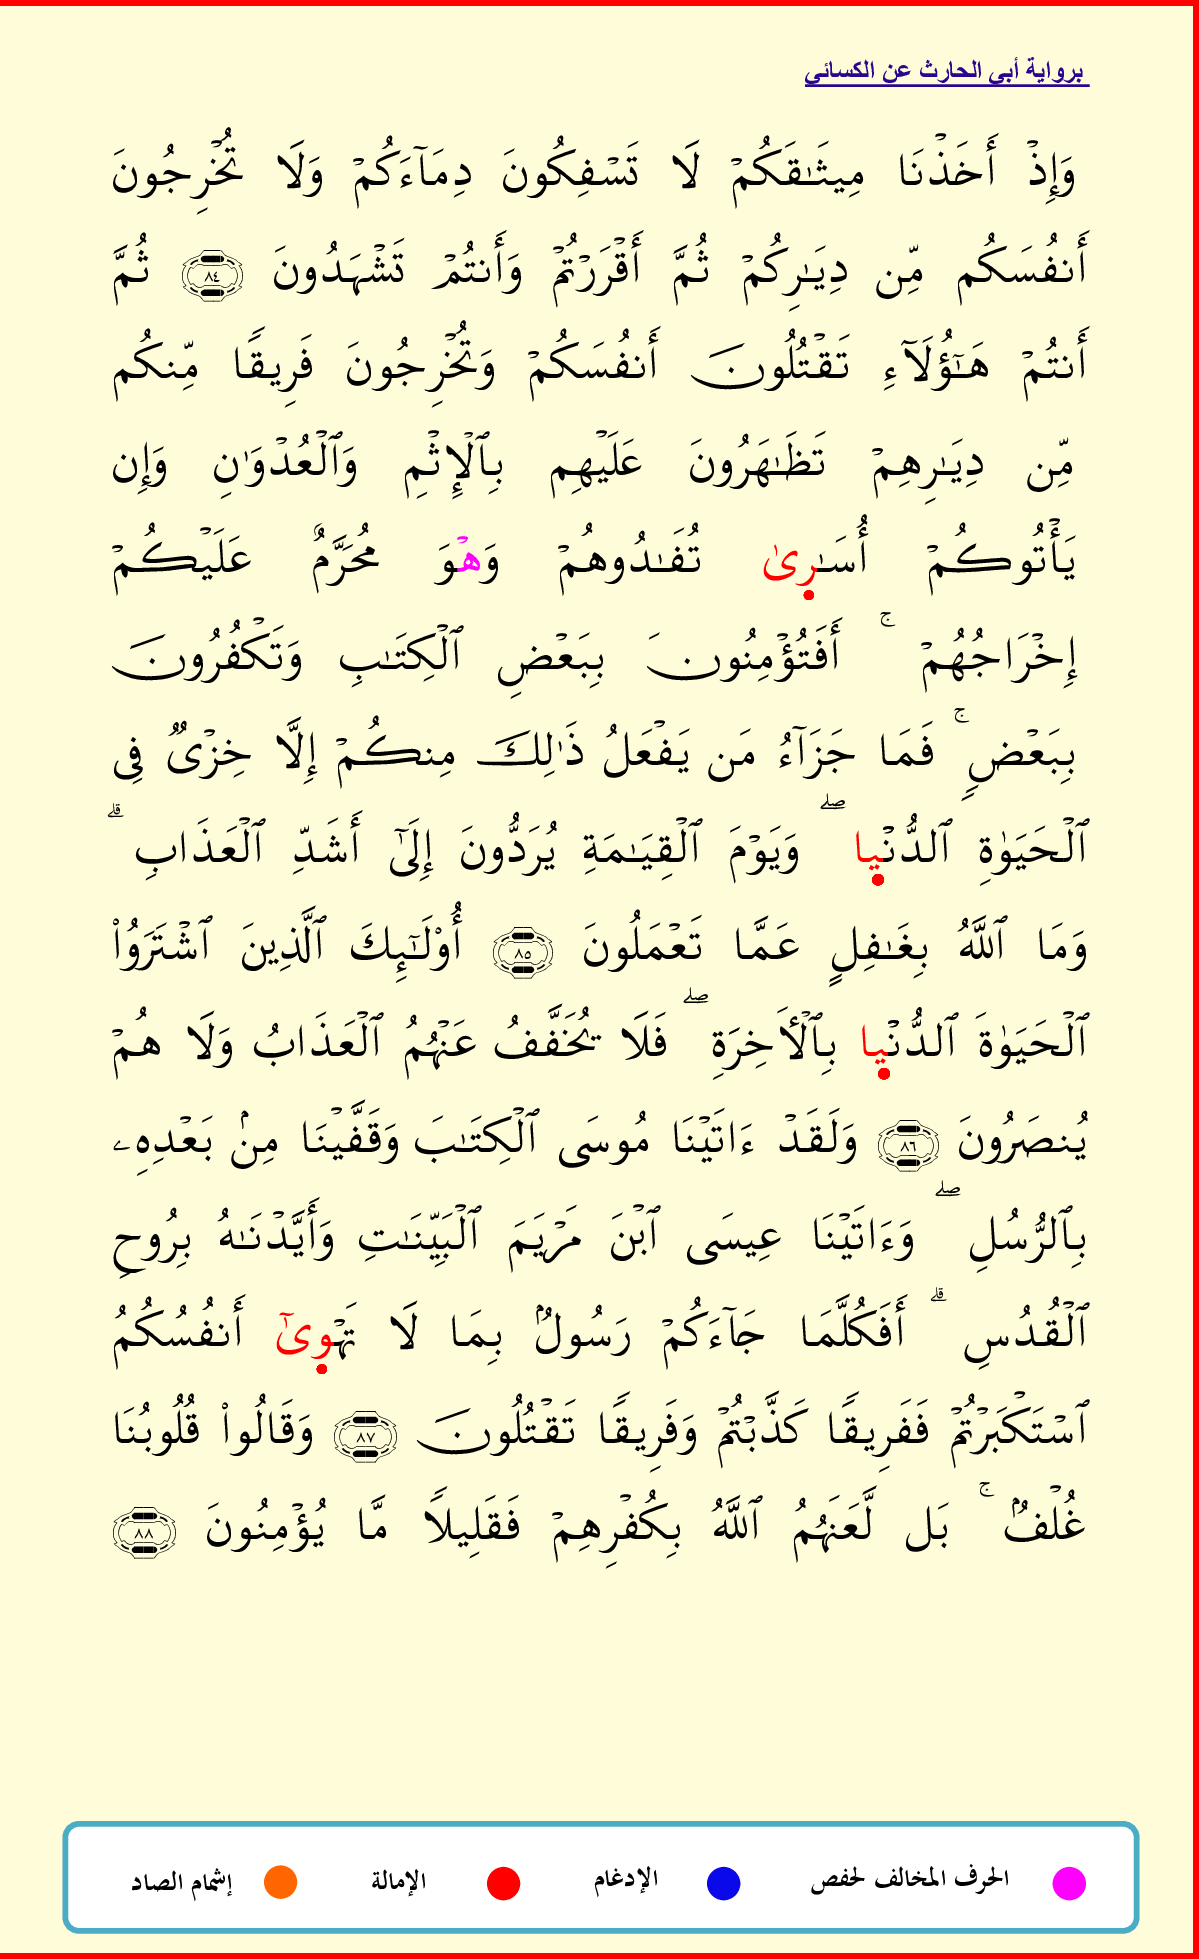 برواية أبي الحارث عن الكسائي
وَإِذۡ أَخَذۡنَا مِيثَٰقَكُمۡ لَا تَسۡفِكُونَ دِمَآءَكُمۡ وَلَا تُخۡرِجُونَ
أَنفُسَكُم مِّن دِيَٰرِكُمۡ ثُمَّ أَقۡرَرۡتُمۡ وَأَنتُمۡ تَشۡهَدُونَ ٨٤ ثُمَّ
أَنتُمۡ هَٰٓؤُلَآءِ تَقۡتُلُونَ أَنفُسَكُمۡ وَتُخۡرِجُونَ فَرِيقٗا مِّنكُم
مِّن دِيَٰرِهِمۡ تَظَٰهَرُونَ عَلَيۡهِم بِٱلۡإِثۡمِ وَٱلۡعُدۡوَٰنِ وَإِن
يَأۡتُوكُمۡ أُسَٰرِىٰ تُفَٰدُوهُمۡ وَهۡوَ مُحَرَّمٌ عَلَيۡكُمۡ
إِخۡرَاجُهُمۡۚ أَفَتُؤۡمِنُونَ بِبَعۡضِ ٱلۡكِتَٰبِ وَتَكۡفُرُونَ
بِبَعۡضٖۚ فَمَا جَزَآءُ مَن يَفۡعَلُ ذَٰلِكَ مِنكُمۡ إِلَّا خِزۡيٞ فِي
ٱلۡحَيَوٰةِ ٱلدُّنۡيِاۖ وَيَوۡمَ ٱلۡقِيَٰمَةِ يُرَدُّونَ إِلَىٰٓ أَشَدِّ ٱلۡعَذَابِۗ
وَمَا ٱللَّهُ بِغَٰفِلٍ عَمَّا تَعۡمَلُونَ ٨٥ أُوْلَٰٓئِكَ ٱلَّذِينَ ٱشۡتَرَوُاْ
ٱلۡحَيَوٰةَ ٱلدُّنۡيِا بِٱلۡأٓخِرَةِۖ فَلَا يُخَفَّفُ عَنۡهُمُ ٱلۡعَذَابُ وَلَا هُمۡ
يُنصَرُونَ ٨٦ وَلَقَدۡ ءَاتَيۡنَا مُوسَى ٱلۡكِتَٰبَ وَقَفَّيۡنَا مِنۢ بَعۡدِهِۦ
بِٱلرُّسُلِۖ وَءَاتَيۡنَا عِيسَى ٱبۡنَ مَرۡيَمَ ٱلۡبَيِّنَٰتِ وَأَيَّدۡنَٰهُ بِرُوحِ
ٱلۡقُدُسِۗ أَفَكُلَّمَا جَآءَكُمۡ رَسُولُۢ بِمَا لَا تَهۡوِىٰٓ أَنفُسُكُمُ
ٱسۡتَكۡبَرۡتُمۡ فَفَرِيقٗا كَذَّبۡتُمۡ وَفَرِيقٗا تَقۡتُلُونَ ٨٧ وَقَالُواْ قُلُوبُنَا
غُلۡفُۢۚ بَل لَّعَنَهُمُ ٱللَّهُ بِكُفۡرِهِمۡ فَقَلِيلٗا مَّا يُؤۡمِنُونَ ٨٨
الحرف المخالف لحفص الإدغام الإمالة إشمام الصاد